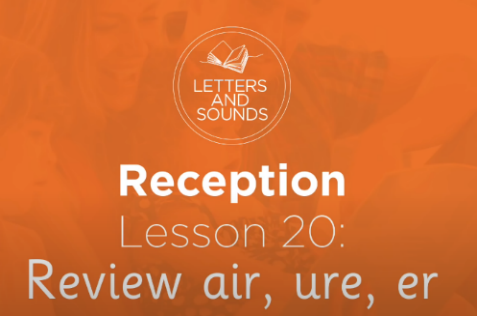 LETTERS
AND
SOUNDS
Reception
Lesson 20:
Review air, ure, er